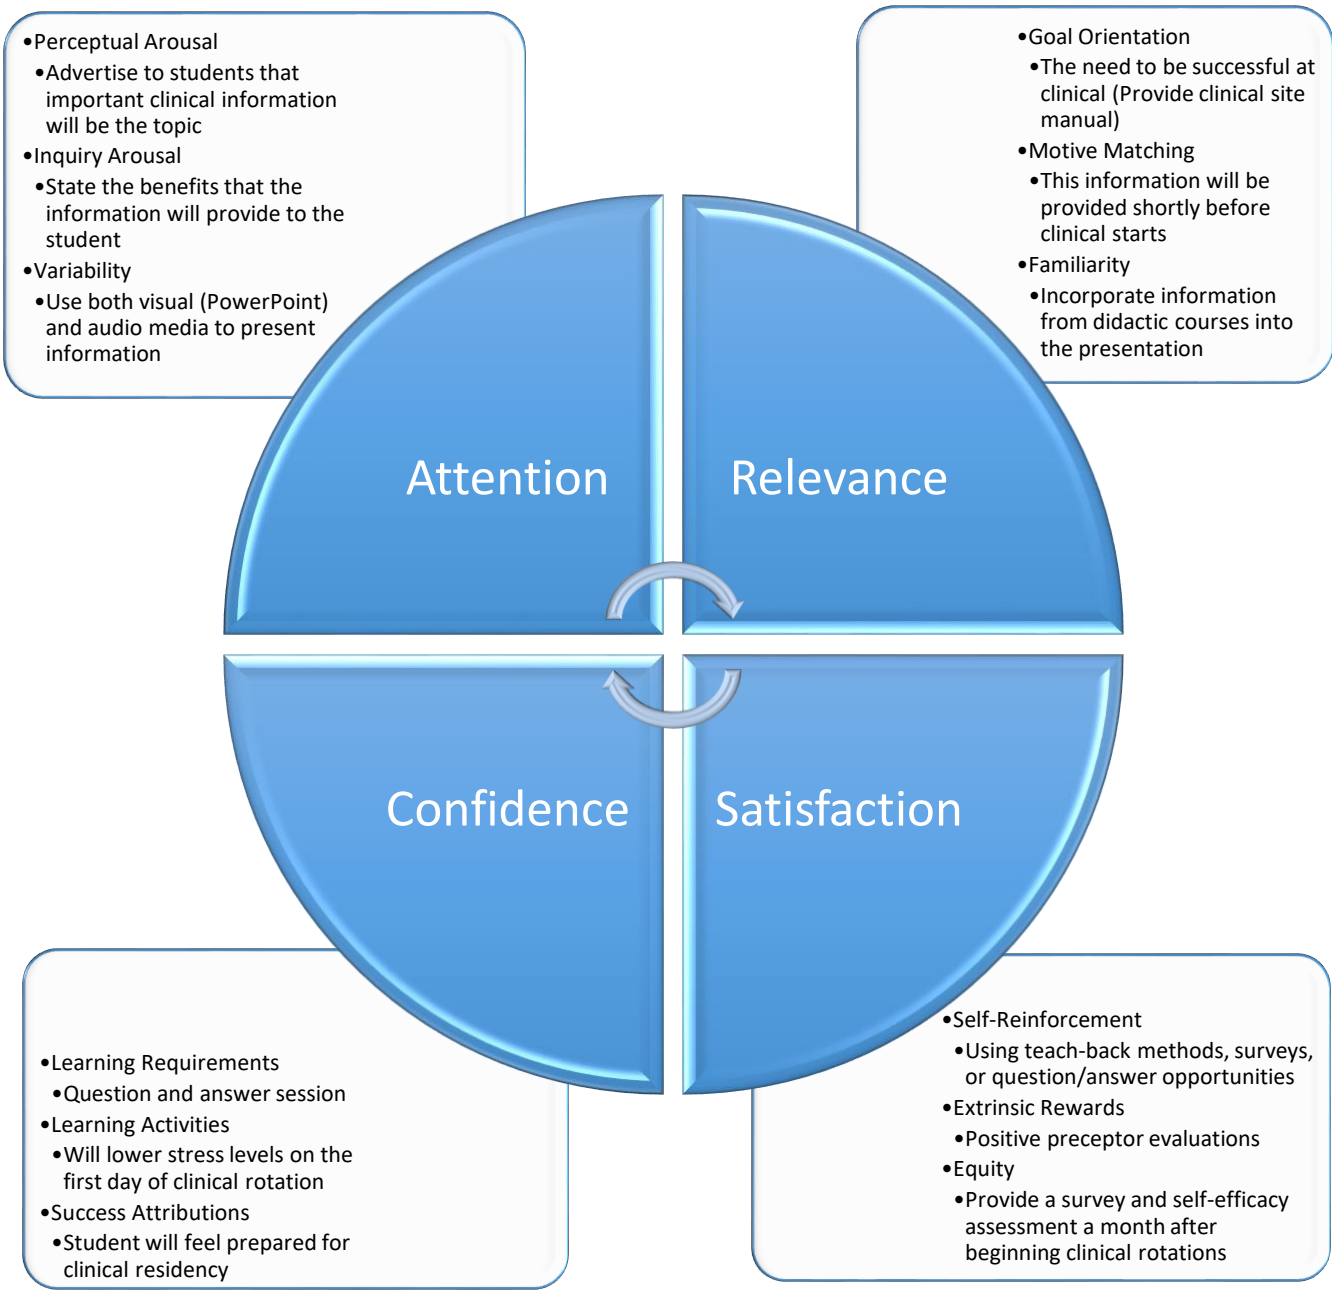 •Perceptual Arousal
•Advertise to students that
important clinical information
will be the topic
•Inquiry Arousal
•State the benefits that the
information will provide to the
student
•Variability
•Use both visual (PowerPoint)
and audio media to present
information
•Goal Orientation
•The need to be successful at
clinical (Provide clinical site
manual)
•Motive Matching
•This information will be
provided shortly before
clinical starts
•Familiarity
•Incorporate information
from didactic courses into
the presentation
Attention
Relevance
Confidence
Satisfaction
•Learning Requirements
•Question and answer session
•Learning Activities
•Will lower stress levels on the
first day of clinical rotation
•Success Attributions
•Student will feel prepared for
clinical residency
•Self-Reinforcement
•Using teach-back methods, surveys,
or question/answer opportunities
•Extrinsic Rewards
•Positive preceptor evaluations
•Equity
•Provide a survey and self-efficacy
assessment a month after
beginning clinical rotations